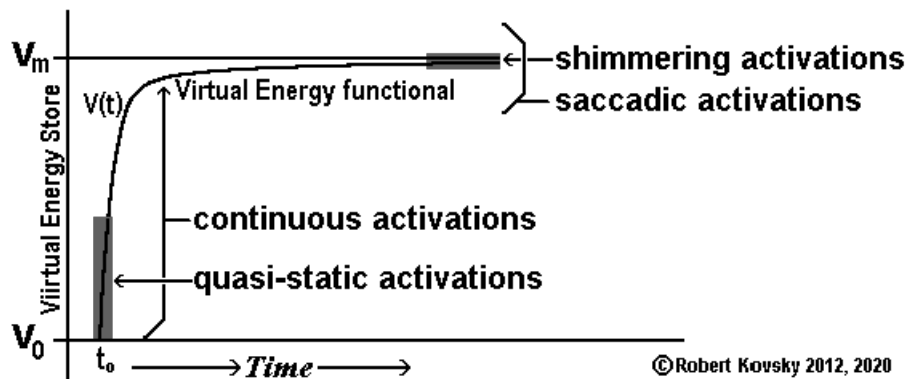 Vm
shimmering activations
Virtual Energy functional
saccadic activations
V(t)
Viirtual Energy Store
continuous activations
quasi-static activations
V0
to
Time
©Robert Kovsky 2012, 2020